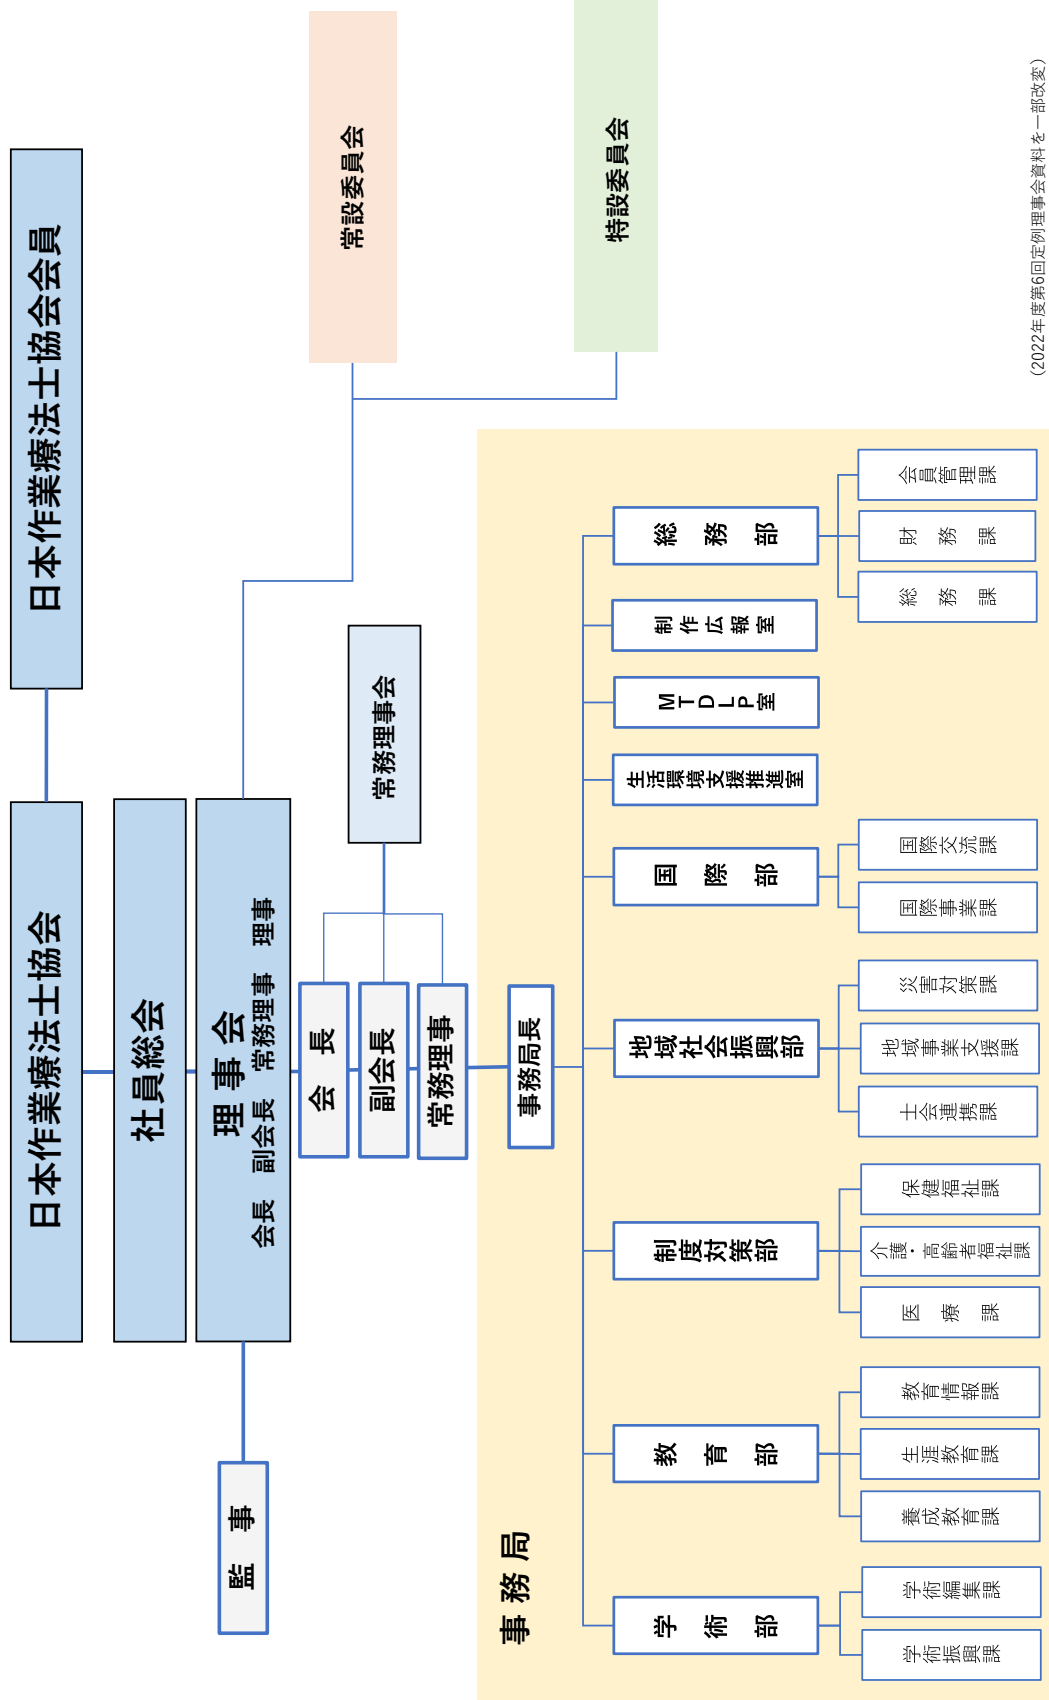 日本作業療法士協会
日本作業療法士協会会員
社員総会
理事会
会長　副会長　常務理事　理事
監　事
会　長
副会長
常務理事
常務理事会
常設委員会
特設委員会
事務局
事務局長
学　術　部
教　育　部
制度対策部
地域社会振興部
国　際　部
生活環境支援推進室
MTDLP室
制作広報室
総　務　部
学術振興課
学術編集課
養成教育課
生涯教育課
教育情報課
医　療　課
介護・高齢者福祉課
保健福祉課
士会連携課
地域事業支援課
災害対策課
国際事業課
国際交流課
総　務　課
財　務　課
会員管理課
（2022年度第6回定例理事会資料を一部改変）